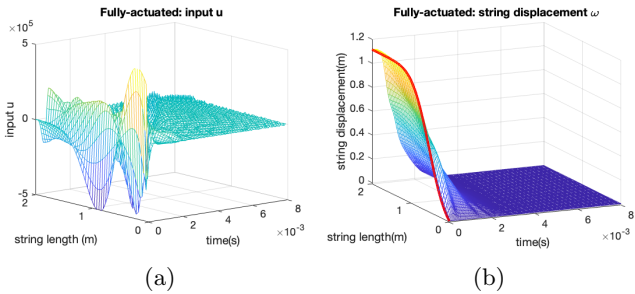 Fully-actuated: input u
×10⁵
5
0
-5
input u
2
1
0
string length (m)
0
2
4
6
8
×10⁻³
time(s)
(a)
Fully-actuated: string displacement ω
1.2
1
0.8
0.6
0.4
0.2
0
string displacement(m)
2
1
0
string length(m)
0
2
4
6
8
×10⁻³
time(s)
(b)